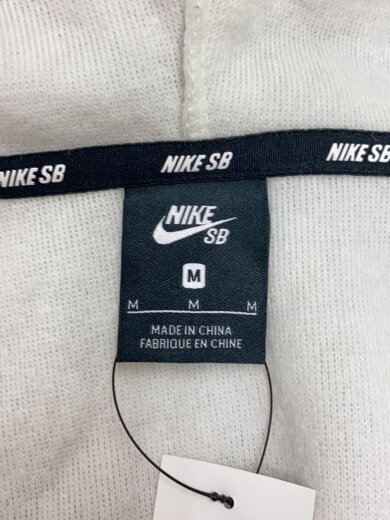 NIKE SB NIKE SB NIKE SB
NIKE
SB
M
M M M
MADE IN CHINA
FABRIQUE EN CHINE